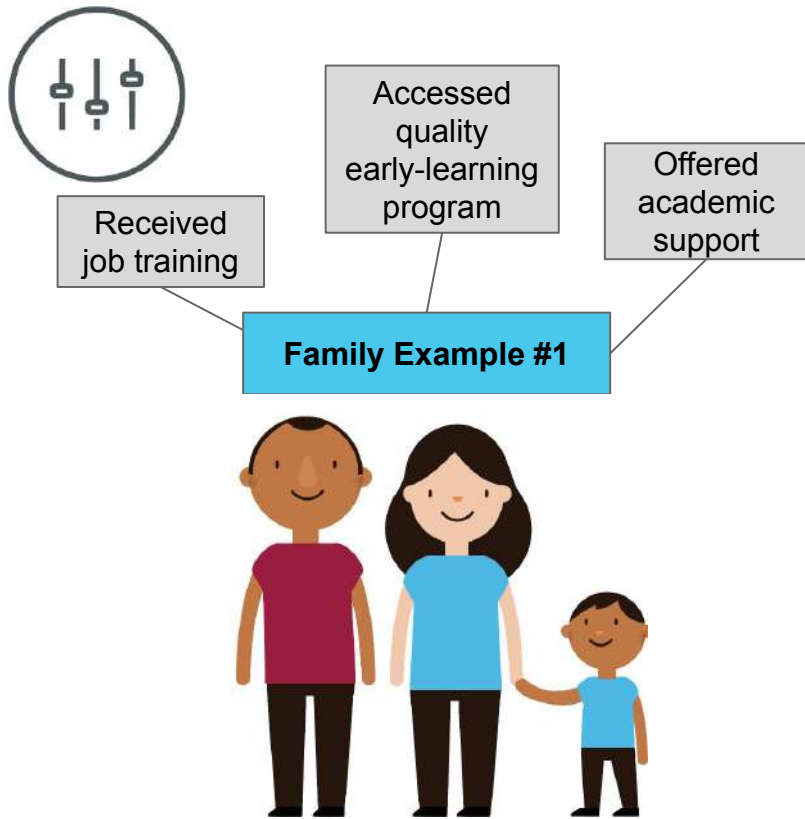 Accessed
quality
early-learning
program
Offered
academic
support
Received
job training
Family Example #1